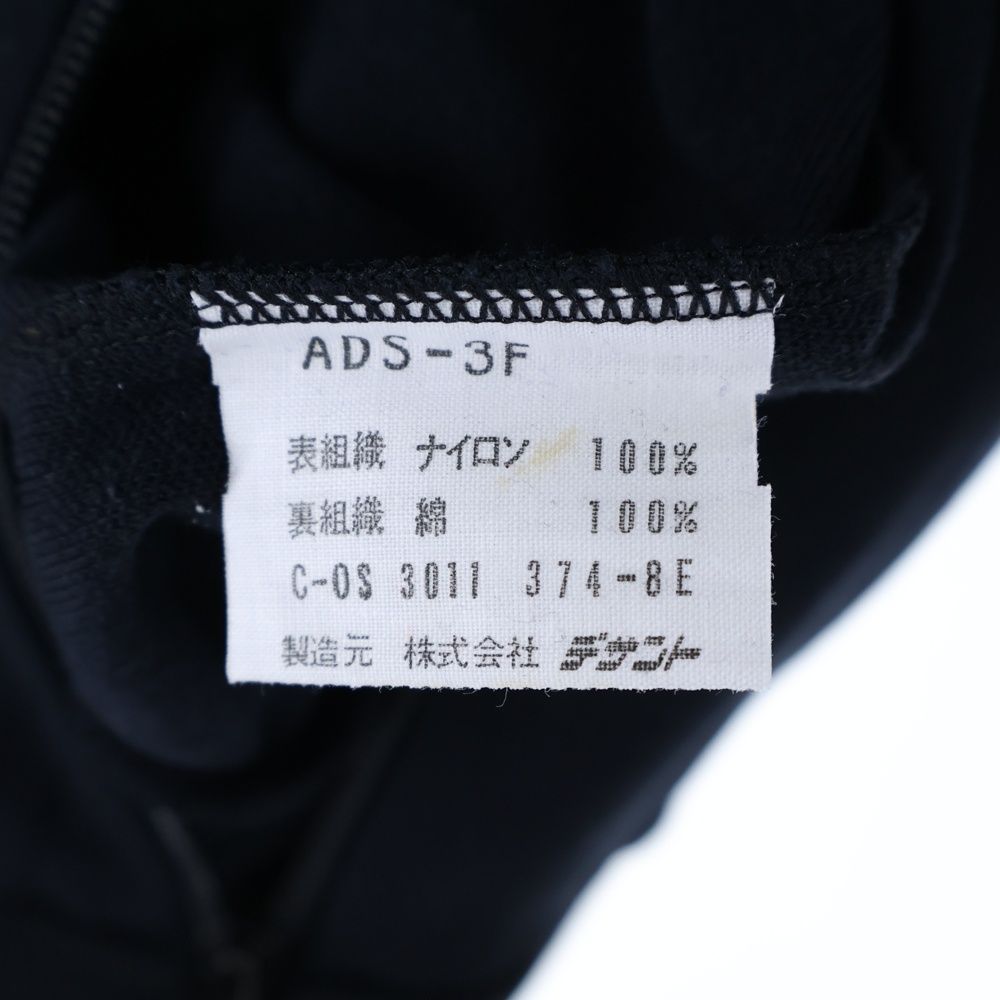 ADS-3F
表組織 ナイロン 100%
裏組織 綿 100%
C-0S 3011 374-8E
製造元 株式会社 デサント